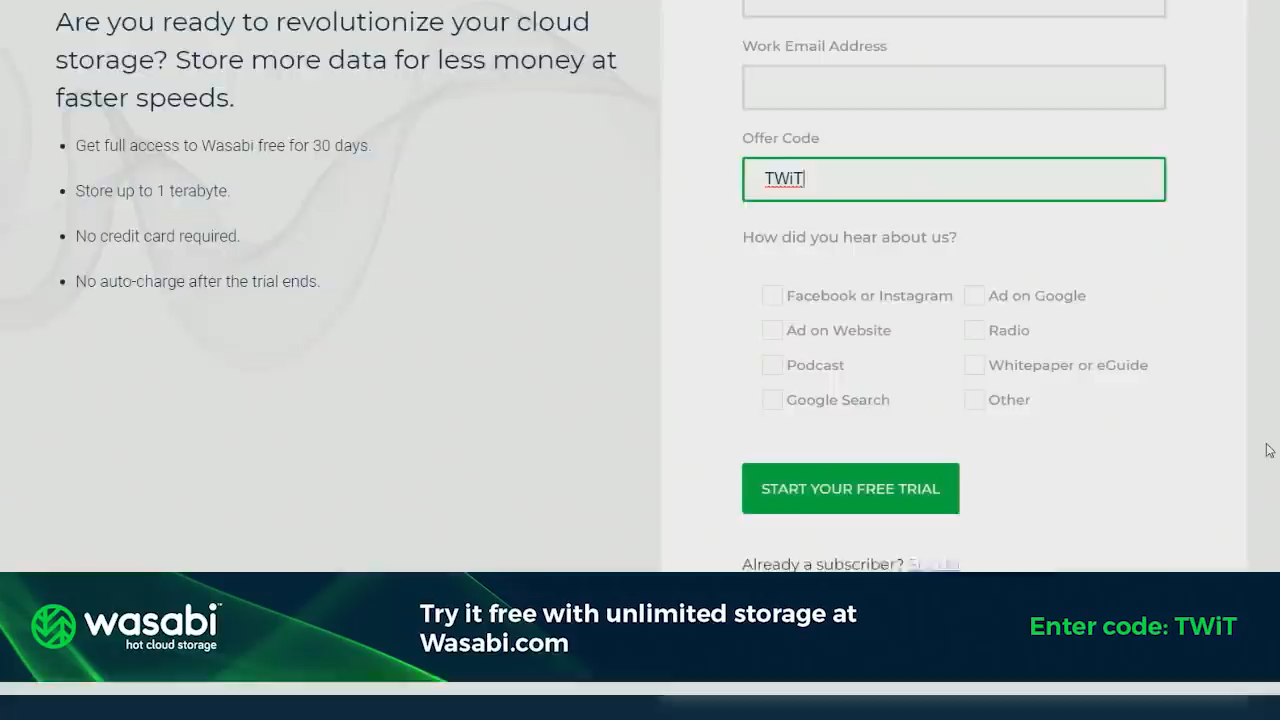 Are you ready to revolutionize your cloud
storage? Store more data for less money at
faster speeds.
Get full access to Wasabi free for 30 days.
Store up to 1 terabyte.
No credit card required.
No auto-charge after the trial ends.
Work Email Address
Offer Code
TWiT
How did you hear about us?
Facebook or Instagram
Ad on Google
Ad on Website
Radio
Podcast
Whitepaper or eGuide
Google Search
Other
START YOUR FREE TRIAL
Already a subscriber?
wasabi™
hot cloud storage
Try it free with unlimited storage at
Wasabi.com
Enter code: TWiT